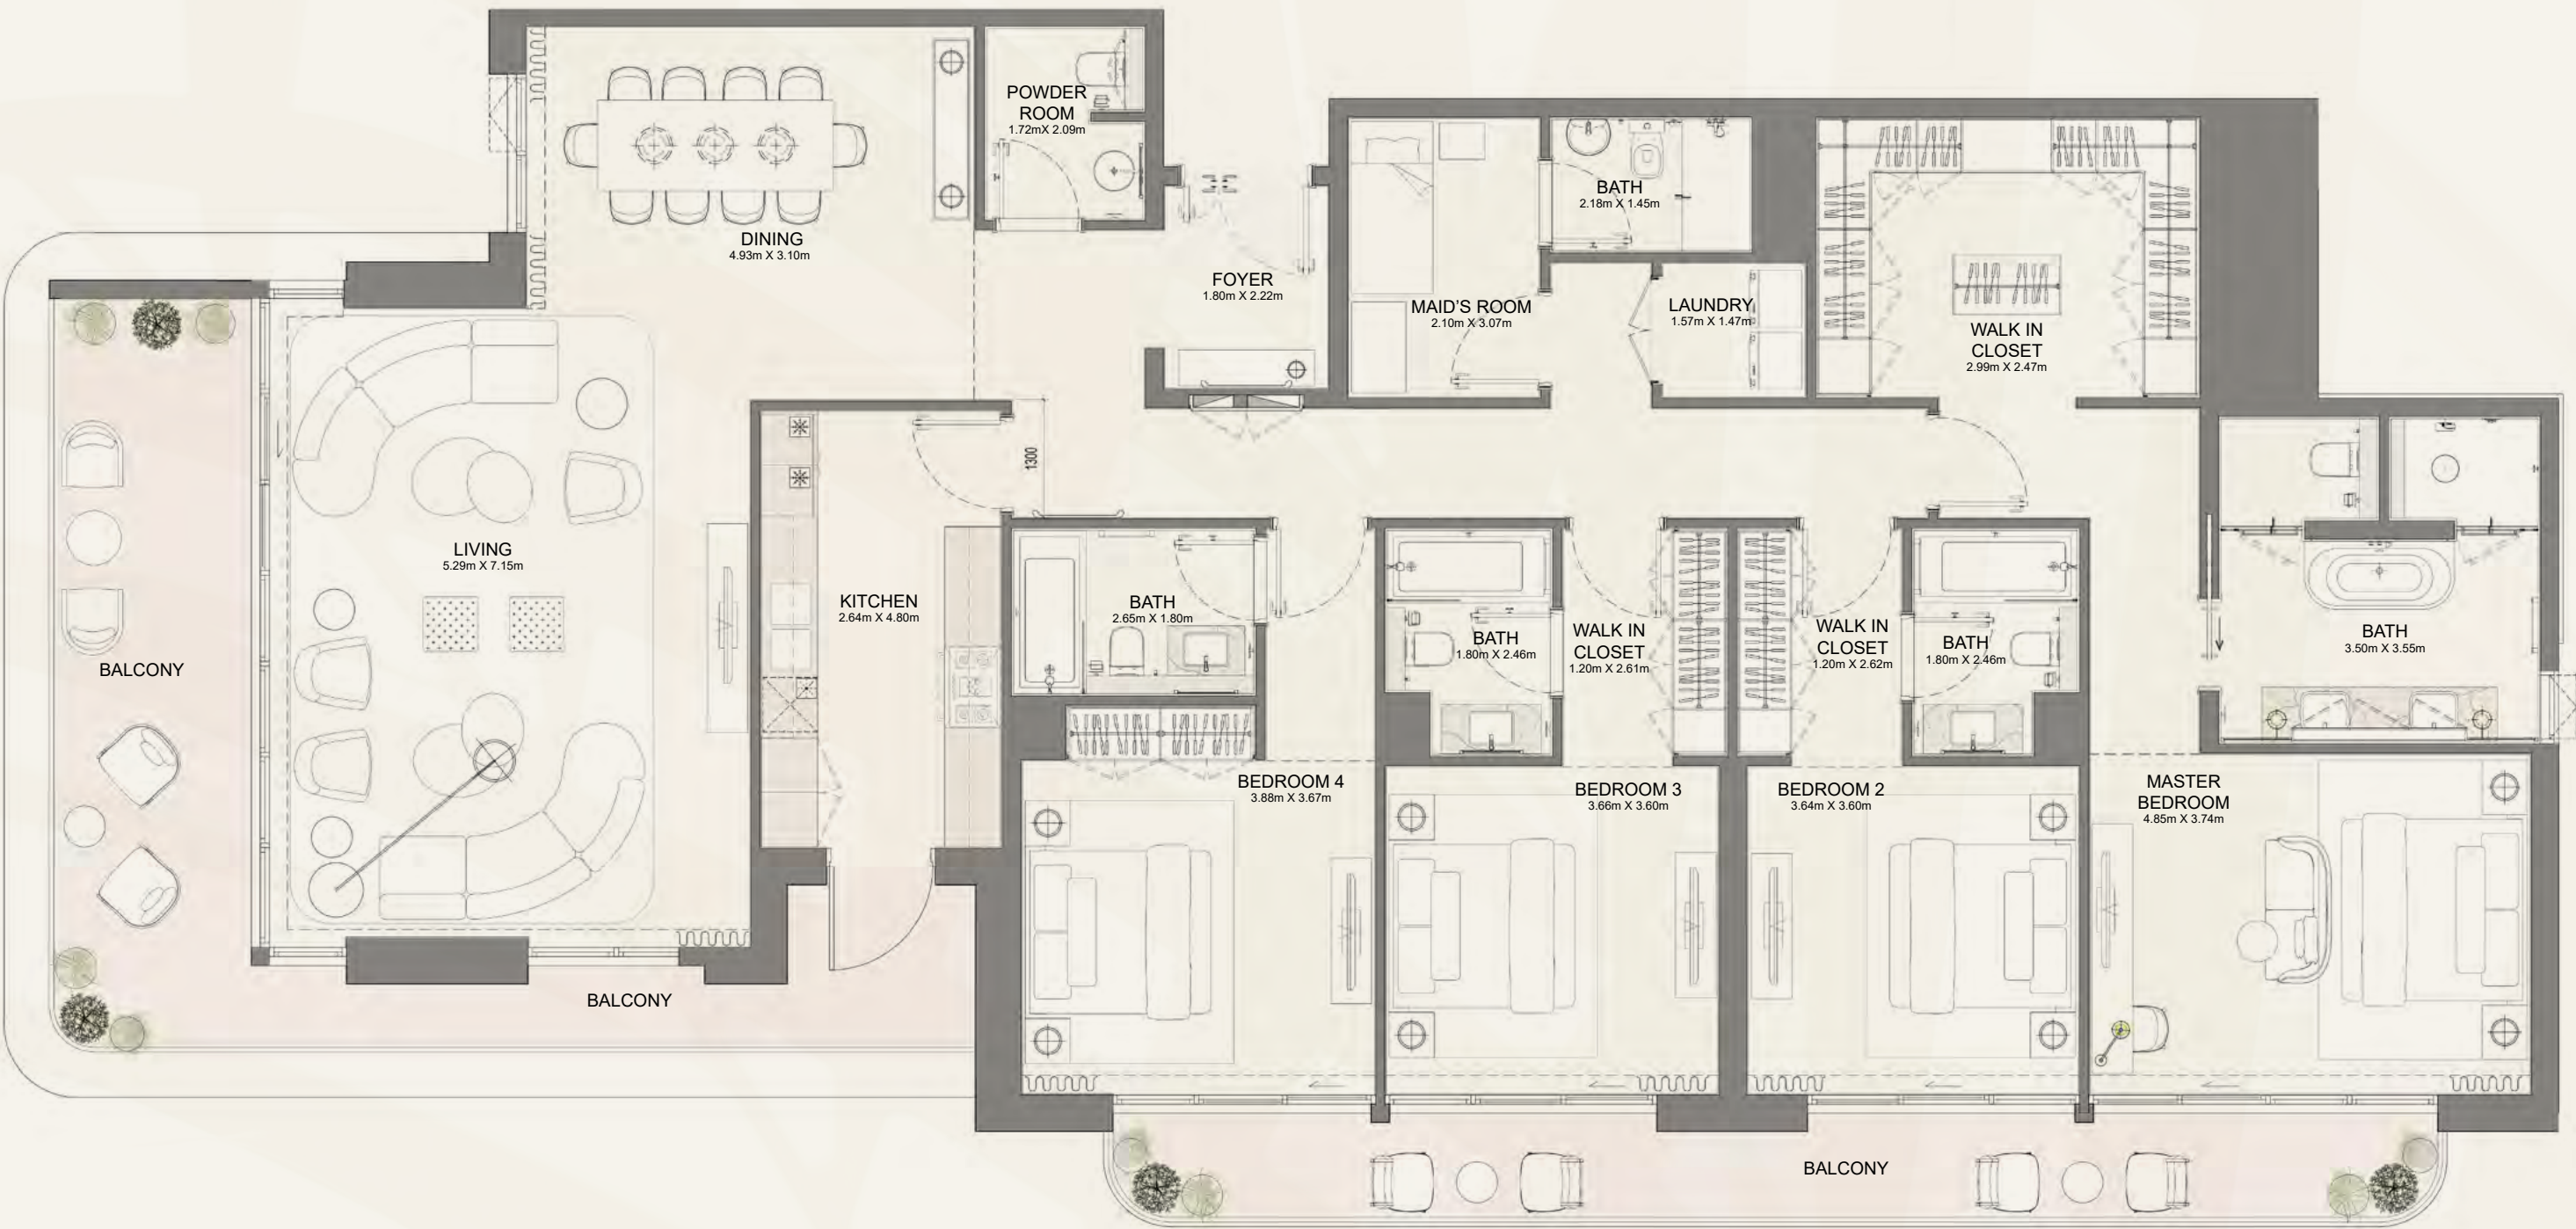 POWDER
ROOM
1.72mX 2.09m
DINING
4.93m X 3.10m
FOYER
1.80m X 2.22m
MAID'S ROOM
2.10m X 3.07m
BATH
2.18m X 1.45m
LAUNDRY
1.57m X 1.47m
WALK IN
CLOSET
2.99m X 2.47m
1300
LIVING
5.29m X 7.15m
BALCONY
KITCHEN
2.64m X 4.80m
BATH
2.65m X 1.80m
BATH
1.80m X 2.46m
WALK IN
CLOSET
1.20m X 2.61m
WALK IN
CLOSET
1.20m X 2.62m
BATH
1.80m X 2.46m
BATH
3.50m X 3.55m
BEDROOM 4
3.88m X 3.67m
BEDROOM 3
3.66m X 3.60m
BEDROOM 2
3.64m X 3.60m
MASTER
BEDROOM
4.85m X 3.74m
BALCONY
BALCONY